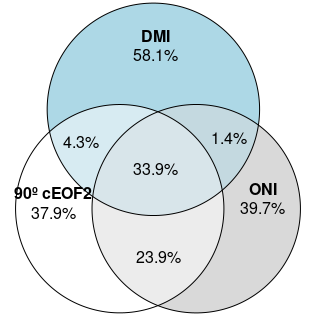 DMI
58.1%
4.3%
1.4%
33.9%
90º cEOF2
37.9%
ONI
39.7%
23.9%